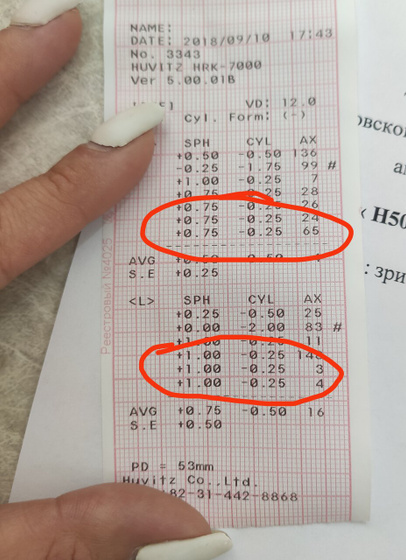 NAME:
DATE: 2018/09/10 17:43
No. 3343
HUVITZ HRK-7000
Ver 5.00.01B
VD: 12.0
Cyl. Form: (-)
SPH CYL AX
+0.50 -0.50 136
-0.25 -1.75 99 #
+1.00 -0.25 7
+0.75 -0.25 28
+0.75 -0.25 26
+0.75 -0.25 24
+0.75 -0.25 65
AVG
S.E +0.25
<L> SPH CYL AX
+0.25 -0.50 25
+0.00 -2.00 83 #
+1.00 -0.25 11
+1.00 -0.25
+1.00 -0.25 3
+1.00 -0.25 4
AVG +0.75 -0.50 16
S.E +0.50
PD = 53mm
Huvitz Co.,Ltd.
82-31-442-8868
Реестровый №4025
: зри